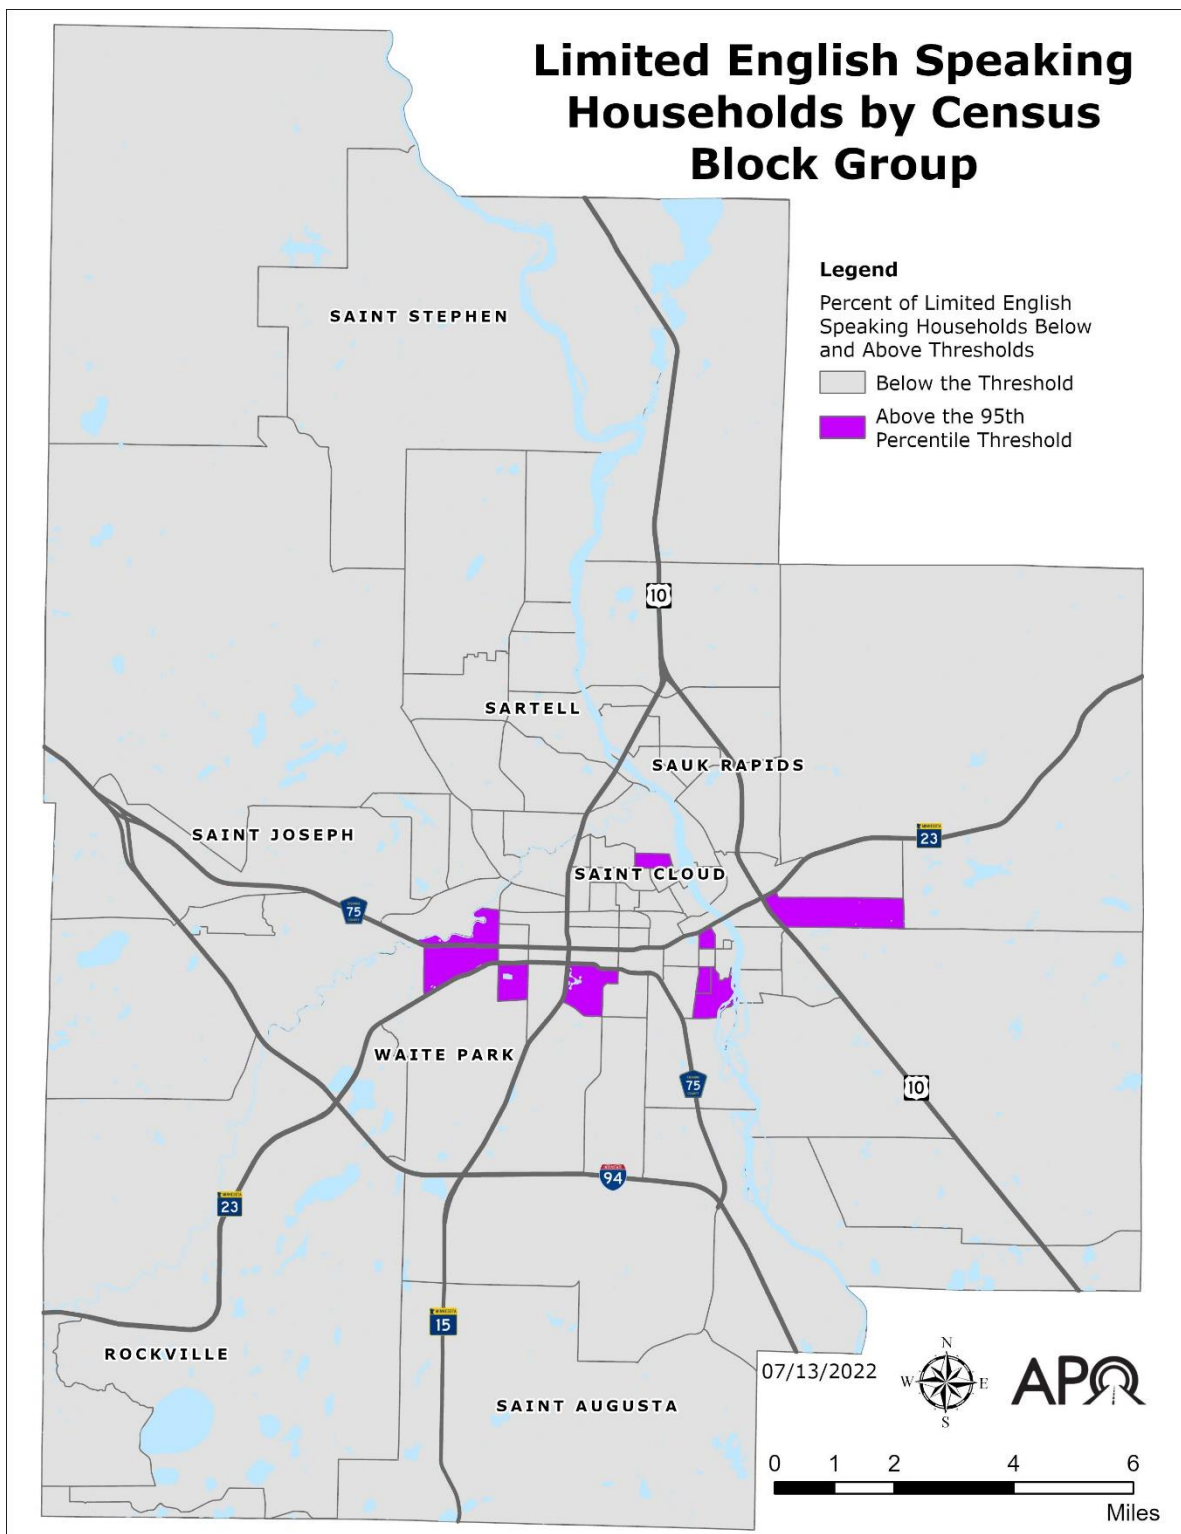 Limited English Speaking
Households by Census
Block Group
Legend
Percent of Limited English
Speaking Households Below
and Above Thresholds
Below the Threshold
Above the 95th
Percentile Threshold
SAINT STEPHEN
10
SARTELL
SAUK RAPIDS
SAINT JOSEPH
MINNESOTA
23
SAINT CLOUD
75
WAITE PARK
75
10
94
MINNESOTA
23
MINNESOTA
15
ROCKVILLE
SAINT AUGUSTA
07/13/2022
N
W E
S
APO
0 1 2 4 6
Miles